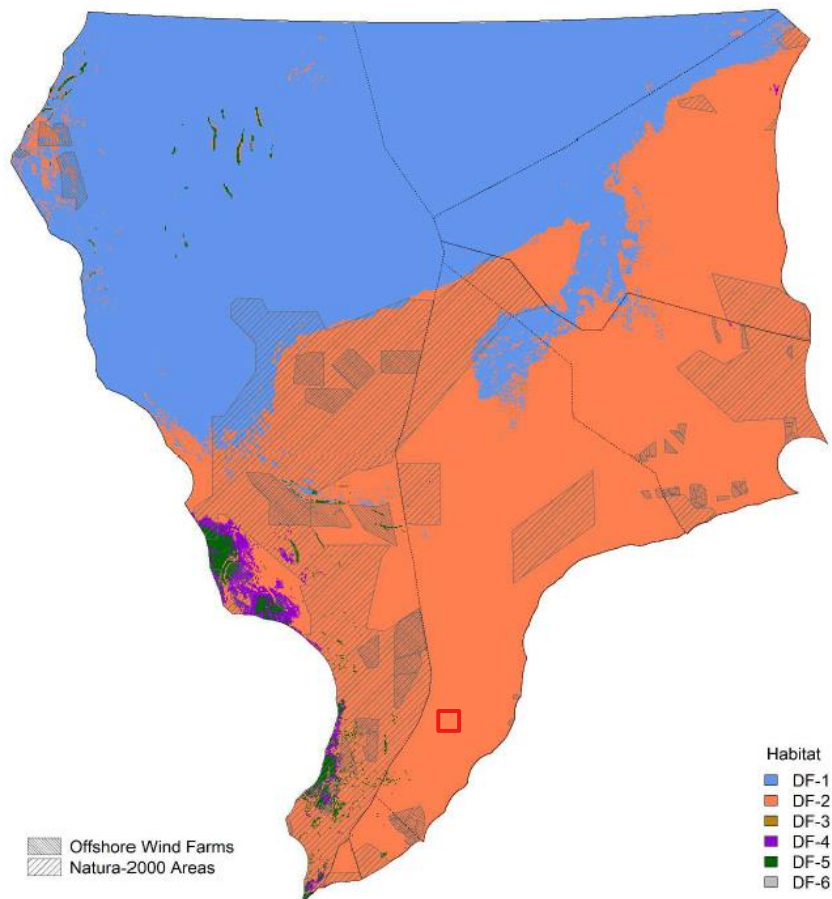 Habitat
DF-1
DF-2
DF-3
DF-4
DF-5
DF-6
Offshore Wind Farms
Natura-2000 Areas